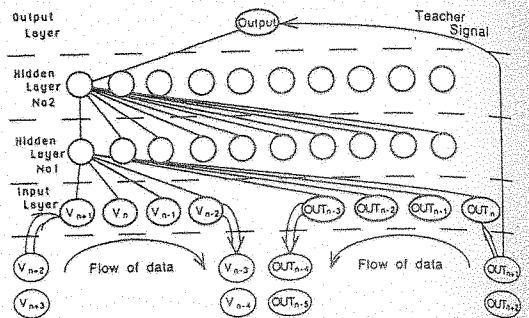 Output Layer
Output
Teacher Signal
Hidden Layer No2
Hidden Layer No1
Input Layer
Vn+1 Vn Vn-1 Vn-2 OUTn-3 OUTn-2 OUTn-1 OUTn
Vn+2 Flow of data Vn-3 OUTn-4 Flow of data OUTn+1
Vn+3 Vn-4 OUTn-5 OUTn+2